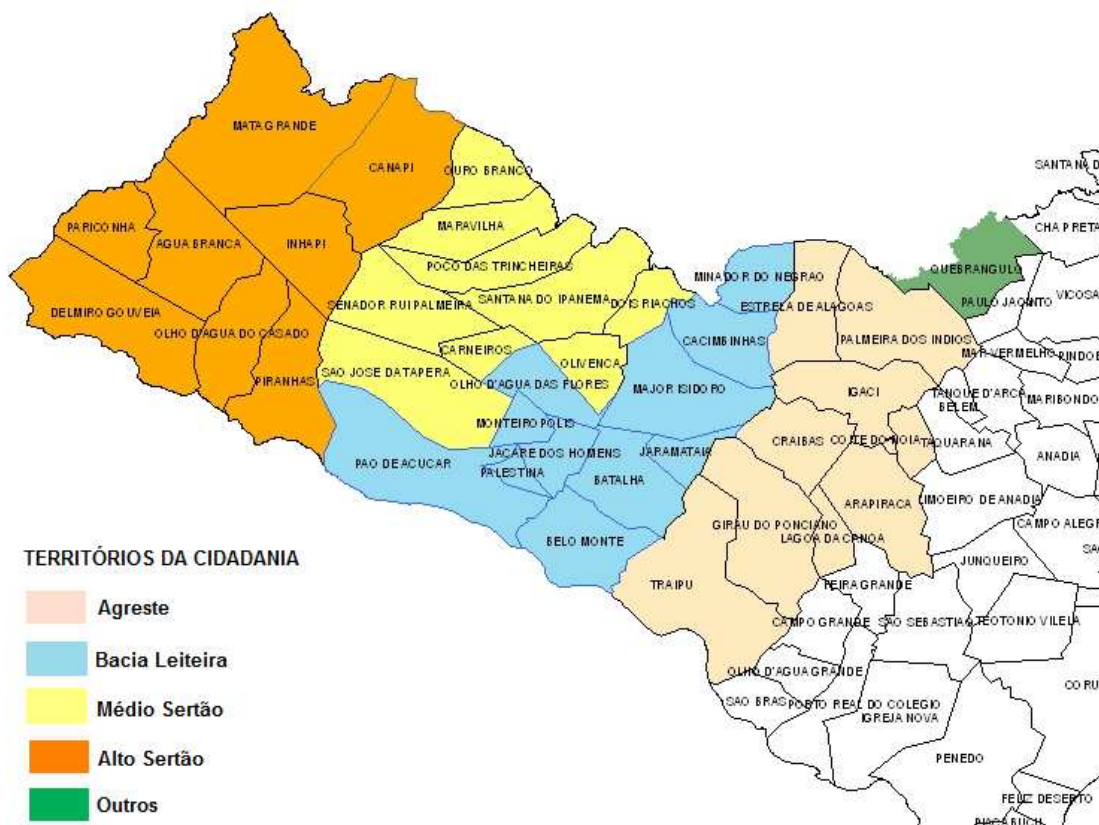 MATA GRANDE
CANAPI
OURO BRANCO
SANTANA D
PARICONHA
AGUA BRANCA
INHAPI
MARAVILHA
CHA PRETA
POCO DAS TRINCHEIRAS
MINADOR DO NEGRAO
QUEBRANGULO
SENADOR RUI PALMEIRA
SANTANA DO IPANEMA
DOIS RIACHOS
ESTRELA DE ALAGOAS
PAULO JACINTO
VICOSA
DELMIRO GOUVEIA
OLHO D'AGUA DO CASADO
CACIMBINHAS
PALMEIRA DOS INDIOS
CARNEIROS
OLIVENCA
MAR VERMELHO
PINDOB
SAO JOSE DA TAPERA
PIRANHAS
OLHO D'AGUA DAS FLORES
MAJOR ISIDORO
IGACI
TANQUE D'ARCA
MARIBONDO
BELEM
MONTEIROPOLIS
CRAIBAS
COITE DO NOIA
TAQUARANA
PAO DE ACUCAR
JACARE DOS HOMENS
JARAMATAIA
ANADIA
PALESTINA
BATALHA
ARAPIRACA
LIMOEIRO DE ANADIA
GIRAU DO PONCIANO
CAMPO ALEGR
BELO MONTE
LAGOA DA CANOA
SAO
JUNQUEIRO
TRAIPU
FEIRA GRANDE
CAMPO GRANDE
SAO SEBASTIAO
TEOTONIO VILELA
OLHO D'AGUA GRANDE
CORU
SAO BRAS
PORTO REAL DO COLEGIO
IGREJA NOVA
PENEDO
FELIZ DESERTO
PIACABUCU
TERRITÓRIOS DA CIDADANIA
Agreste
Bacia Leiteira
Médio Sertão
Alto Sertão
Outros